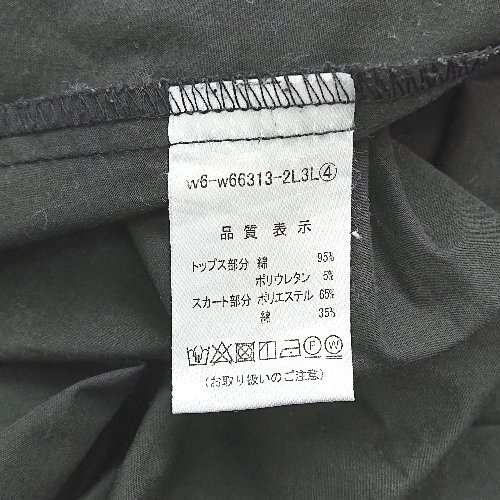 w6-w66313-2L3L④
品質表示
トップス部分 綿 95%
ポリウレタン 5%
スカート部分 ポリエステル 65%
綿 35%
F W
(お取り扱いのご注意)